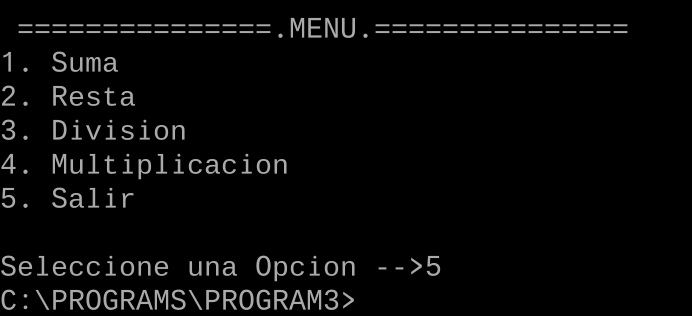 ===============.MENU.===============
1. Suma
2. Resta
3. Division
4. Multiplicacion
5. Salir
Seleccione una Opcion -->5
C:\PROGRAMS\PROGRAM3>